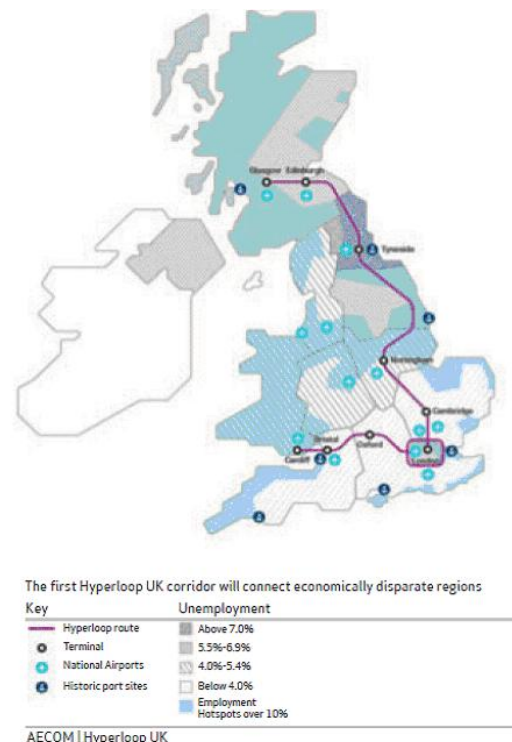 Glasgow Edinburgh
Tyneside
Nottingham
Cambridge
Oxford
London
Bristol
Cardiff
The first Hyperloop UK corridor will connect economically disparate regions
Key
Unemployment
Hyperloop route
Above 7.0%
Terminal
5.5%-6.9%
National Airports
4.0%-5.4%
Historic port sites
Below 4.0%
Employment
Hotspots over 10%
AECOM | Hyperloop UK